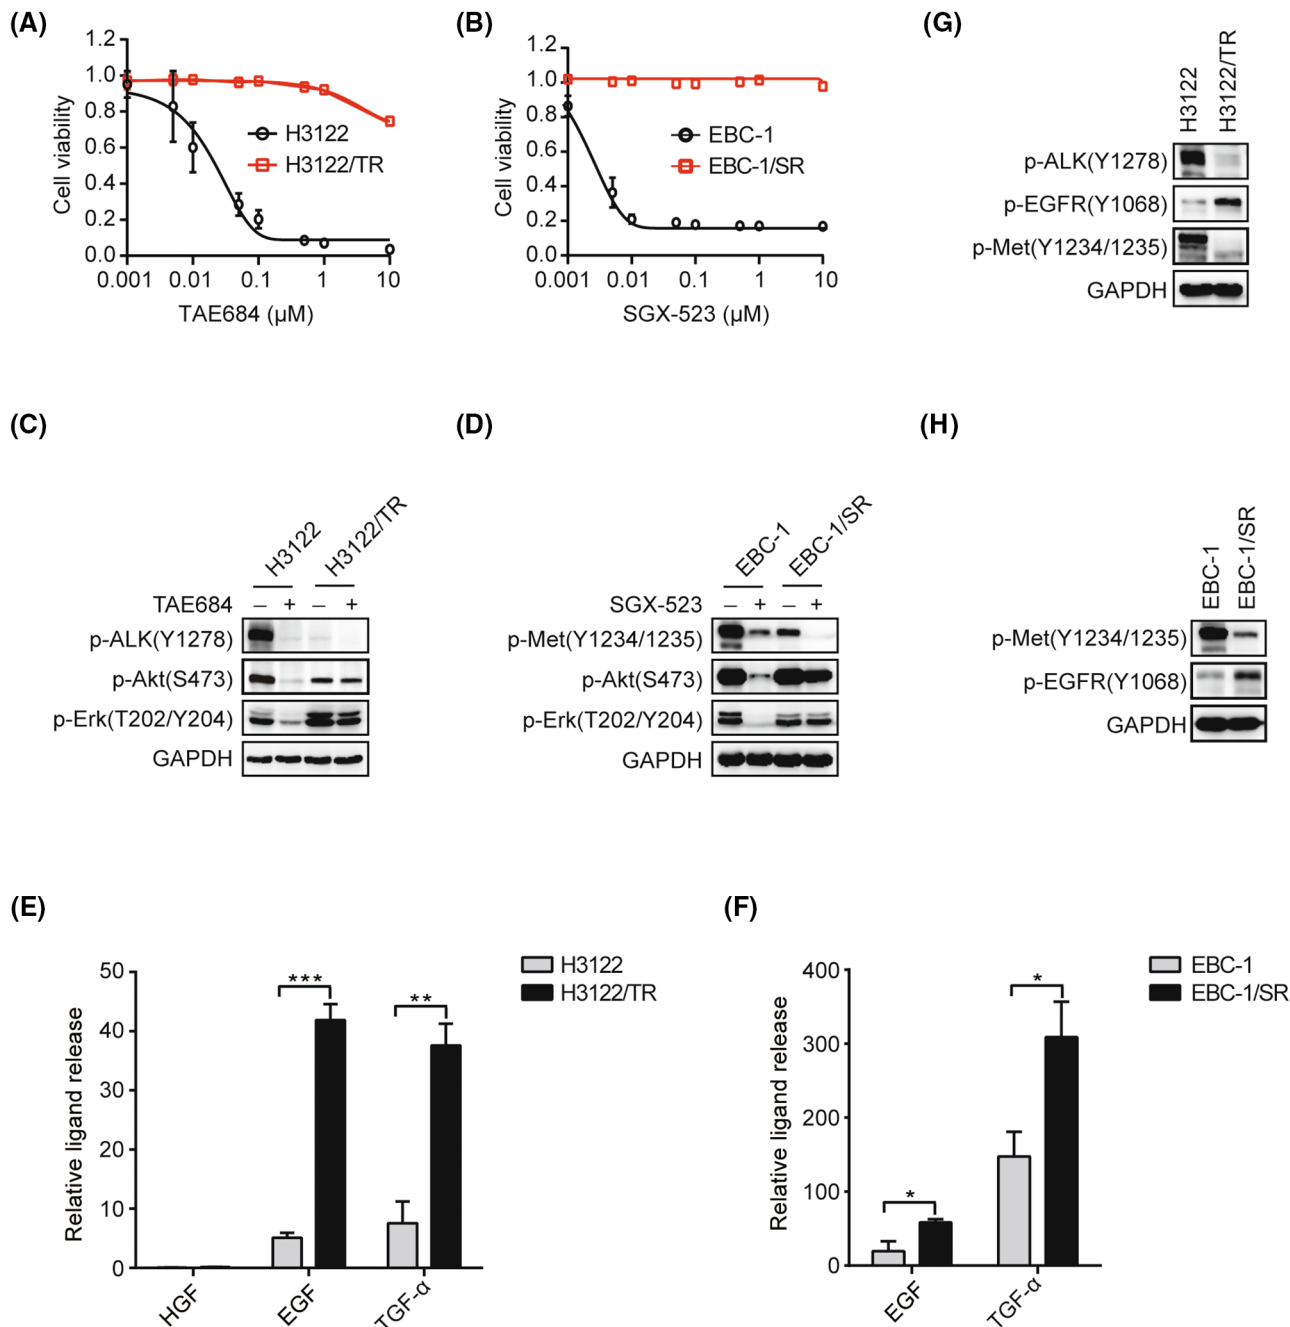 (A)
1.2
1.0
0.8
0.6
0.4
0.2
0.0
Cell viability
H3122
H3122/TR
0.001 0.01 0.1 1 10
TAE684 (μM)
(B)
1.2
1.0
0.8
0.6
0.4
0.2
0.0
Cell viability
EBC-1
EBC-1/SR
0.001 0.01 0.1 1 10
SGX-523 (μM)
(G)
H3122 H3122/TR
p-ALK(Y1278)
p-EGFR(Y1068)
p-Met(Y1234/1235)
GAPDH
(C)
H3122 H3122/TR
TAE684 – + – +
p-ALK(Y1278)
p-Akt(S473)
p-Erk(T202/Y204)
GAPDH
(D)
EBC-1 EBC-1/SR
SGX-523 – + – +
p-Met(Y1234/1235)
p-Akt(S473)
p-Erk(T202/Y204)
GAPDH
(H)
EBC-1 EBC-1/SR
p-Met(Y1234/1235)
p-EGFR(Y1068)
GAPDH
(E)
50
40
30
20
10
0
Relative ligand release
*** **
H3122
H3122/TR
HGF EGF TGF-α
(F)
400
300
200
100
0
Relative ligand release
* *
EBC-1
EBC-1/SR
EGF TGF-α